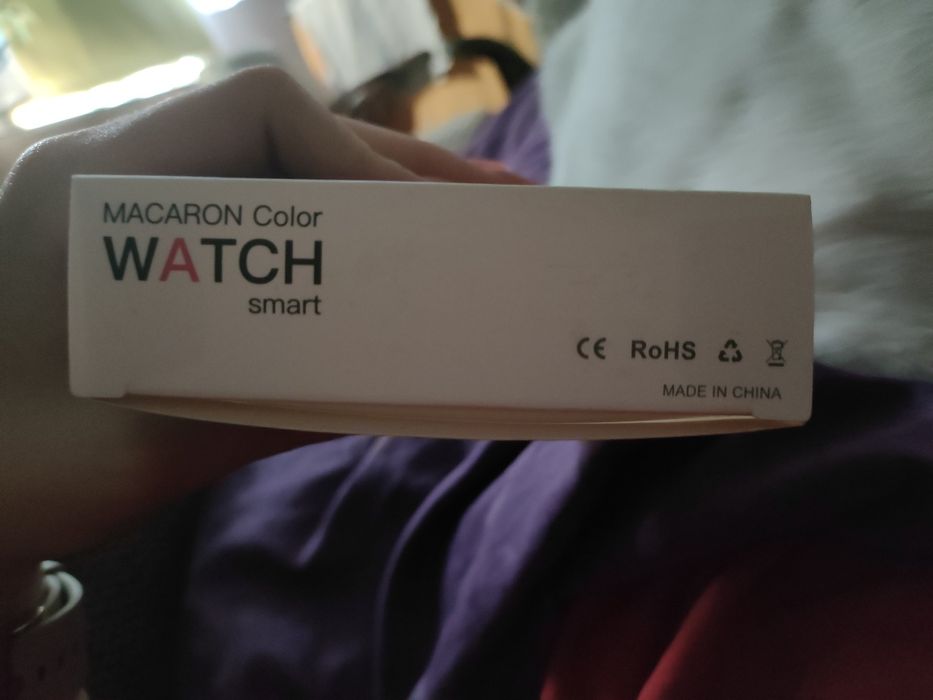 MACARON Color
WATCH
smart
CE RoHS
MADE IN CHINA